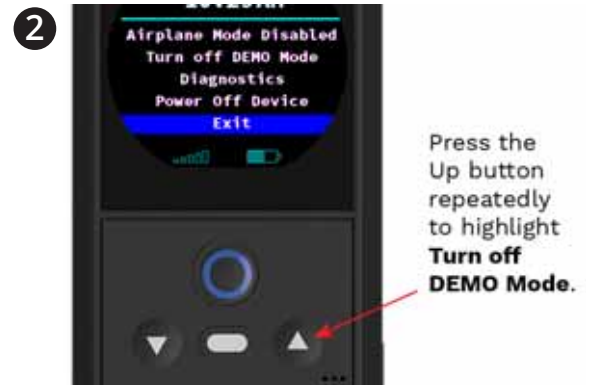 2
Airplane Mode Disabled
Turn off DEMO Mode
Diagnostics
Power Off Device
Exit
Press the
Up button
repeatedly
to highlight
Turn off
DEMO Mode.